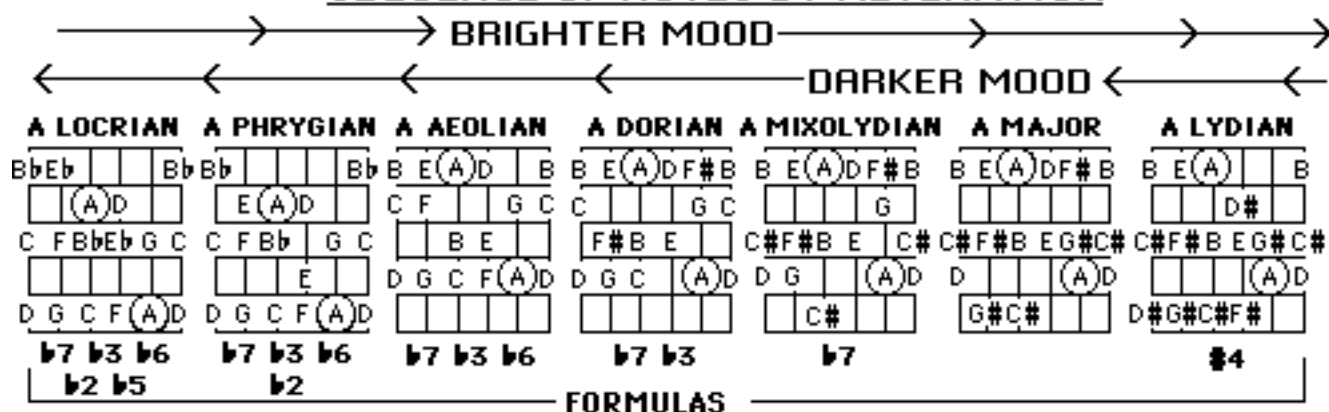 BRIGHTER MOOD
DARKER MOOD
A LOCRIAN A PHRYGIAN A AEOLIAN A DORIAN A MIXOLYDIAN A MAJOR A LYDIAN
B♭ E♭ B♭ B♭ B♭ B E A D B B E A D F# B B E A D F# B B E A D F# B B E A B
A D E A D C F G C C G C G D#
C F B♭ E♭ G C C F B♭ G C B E F# B E C# F# B E C# C# F# B E G# C# C# F# B E G# C#
E D G C F A D D G C A D D G A D D A D A D
D G C F A D D G C F A D C# G# C# D# G# C# F#
♭7 ♭3 ♭6 ♭7 ♭3 ♭6 ♭7 ♭3 ♭6 ♭7 ♭3 ♭7 #4
♭2 ♭5 ♭2
FORMULAS